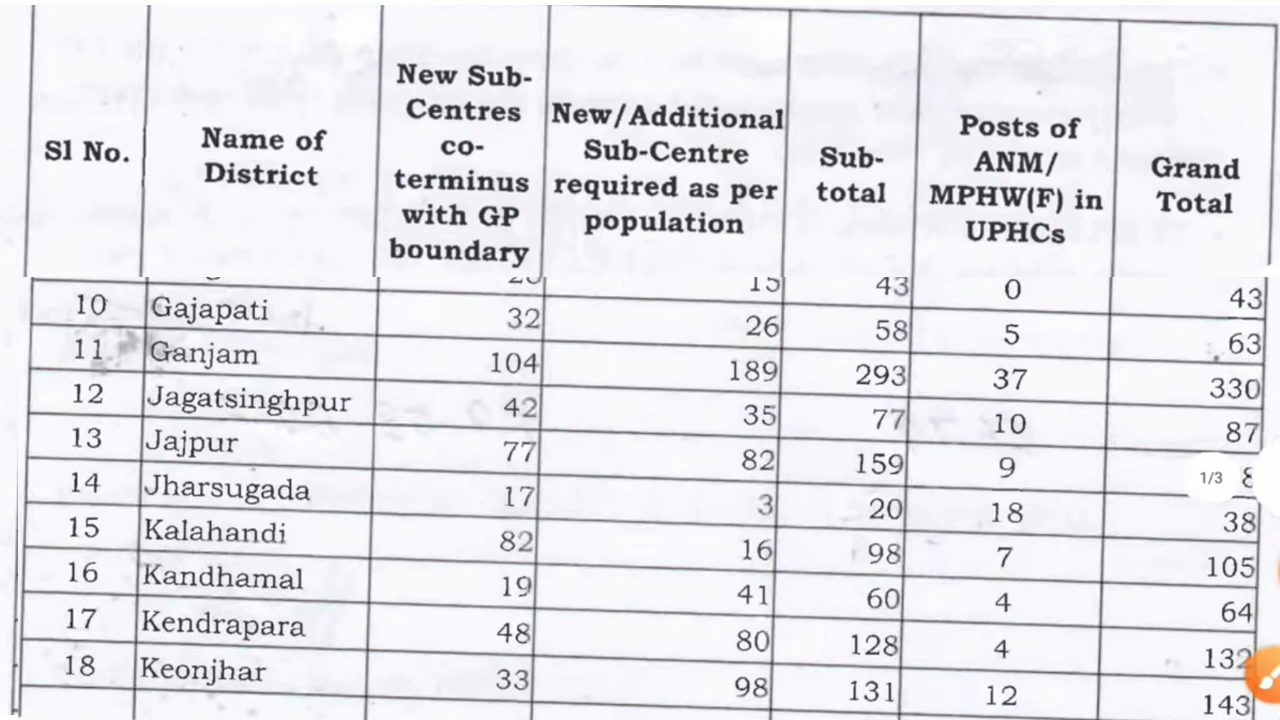 Sl No. Name of District New Sub-Centres co-terminus with GP boundary New/Additional Sub-Centre required as per population Sub-total Posts of ANM/ MPHW(F) in UPHCs Grand Total
15 43 0 43
10 Gajapati 32 26 58 5 63
11 Ganjam 104 189 293 37 330
12 Jagatsinghpur 42 35 77 10 87
13 Jajpur 77 82 159 9
14 Jharsugada 17 3 20 18 38
15 Kalahandi 82 16 98 7 105
16 Kandhamal 19 41 60 4 64
17 Kendrapara 48 80 128 4 132
18 Keonjhar 33 98 131 12 143
1/3